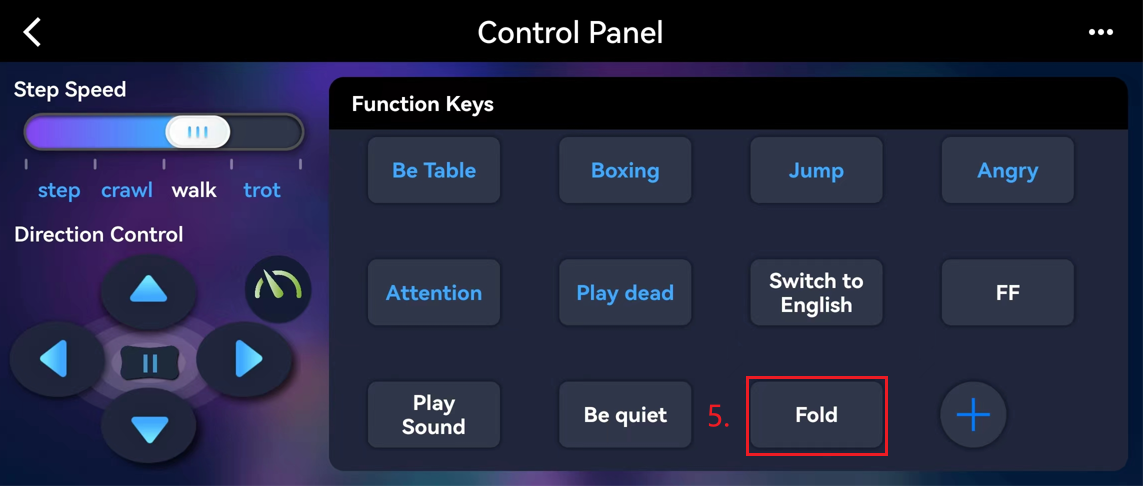 Control Panel
Step Speed
step crawl walk trot
Direction Control
Function Keys
Be Table Boxing Jump Angry
Attention Play dead Switch to
English FF
Play
Sound Be quiet 5. Fold